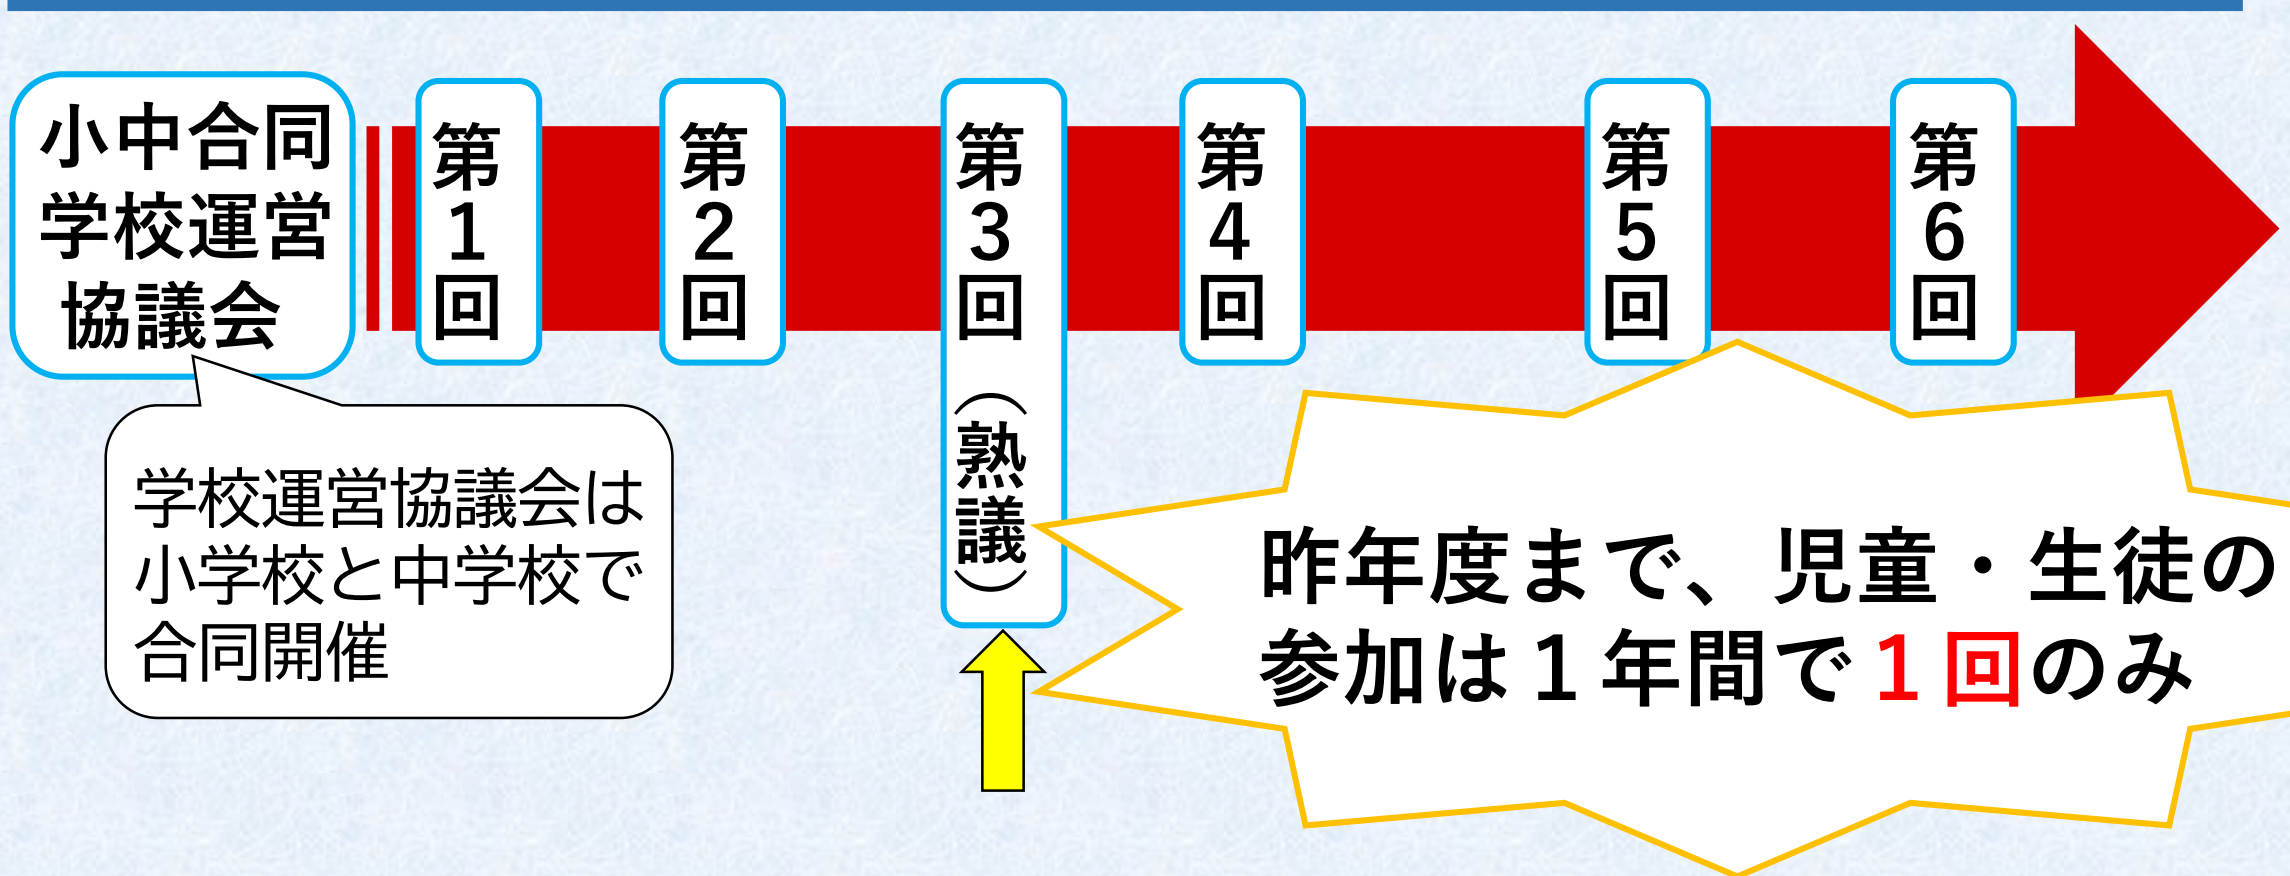 小中合同
学校運営
協議会
第1回
第2回
第3回（熟議）
第4回
第5回
第6回
学校運営協議会は
小学校と中学校で
合同開催
昨年度まで、児童・生徒の
参加は１年間で１回のみ